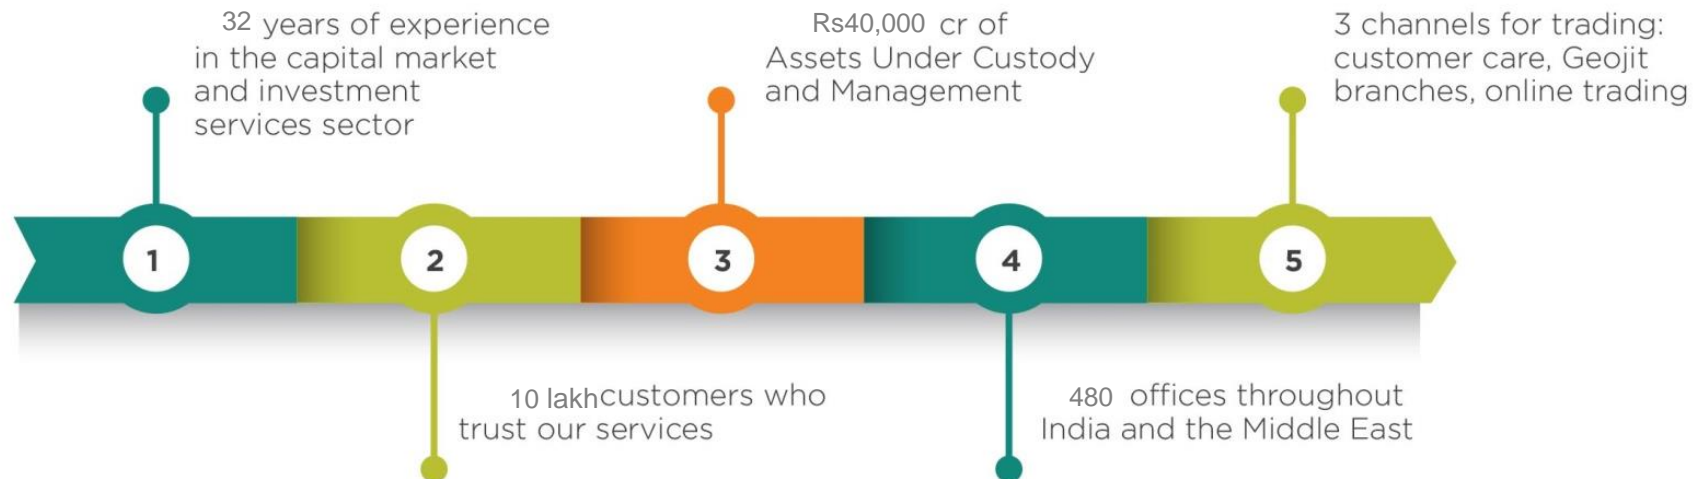 32 years of experience
in the capital market
and investment
services sector
Rs40,000 cr of
Assets Under Custody
and Management
3 channels for trading:
customer care, Geojit
branches, online trading
1
2
3
4
5
10 lakhcustomers who
trust our services
480 offices throughout
India and the Middle East